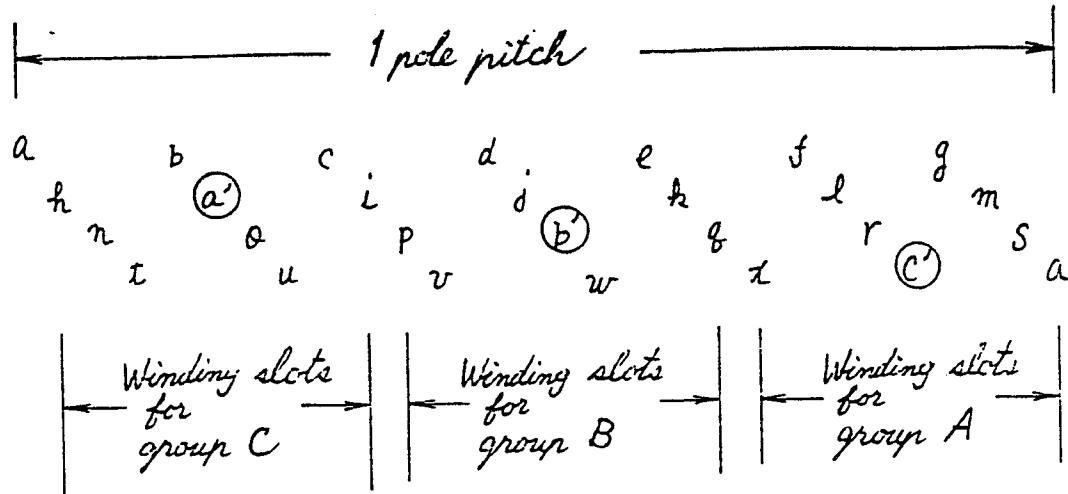 1 pole pitch
a b c d e f g
h a' i j k l m
n o p b' q r s
t u v w x c' a
Winding slots for group C
Winding slots for group B
Winding slots for group A